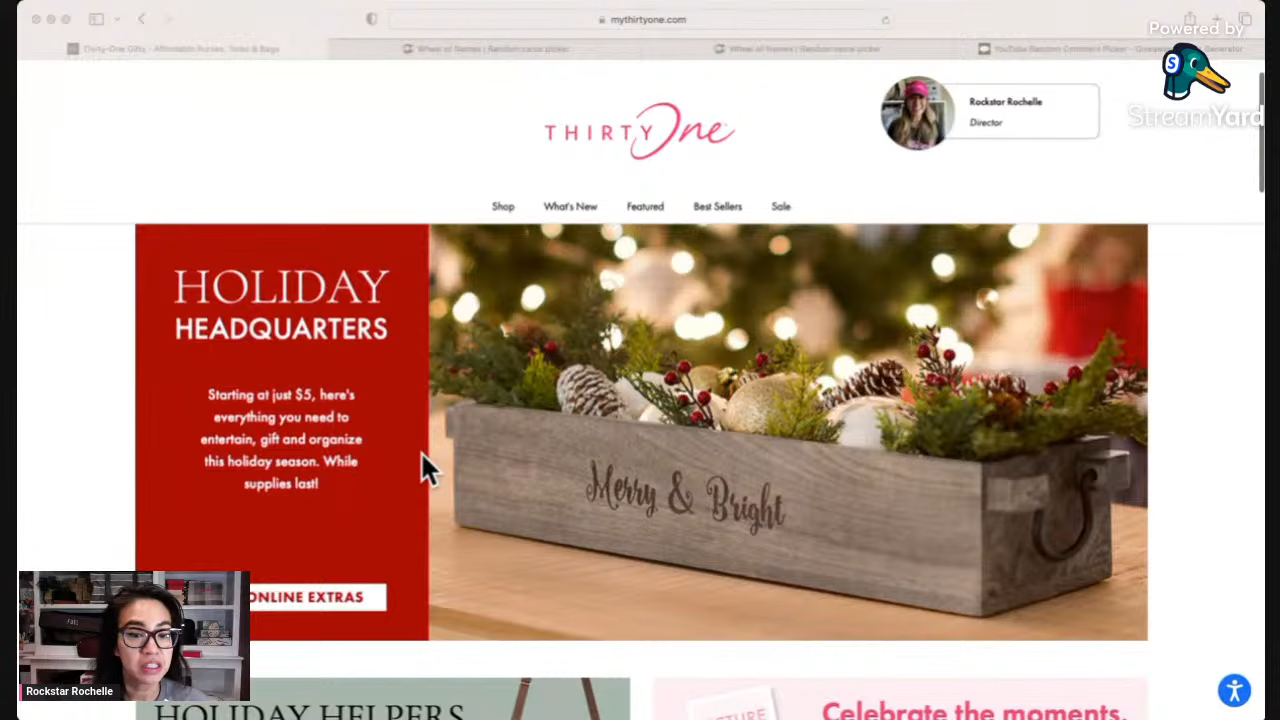 Powered by
StreamYard
mythirtyone.com
Thirty-One Gifts - Affordable Purses, Totes & Bags
Wheel of Names | Random name picker
Wheel of Names | Random name picker
YouTube Random Comment Picker
Generator
THIRTY One
Rockstar Rochelle
Director
Shop
What's New
Featured
Best Sellers
Sale
HOLIDAY
HEADQUARTERS
Starting at just $5, here's
everything you need to
entertain, gift and organize
this holiday season. While
supplies last!
ONLINE EXTRAS
Merry & Bright
Rockstar Rochelle
HOLIDAY HELPERS
Celebrate the moments.